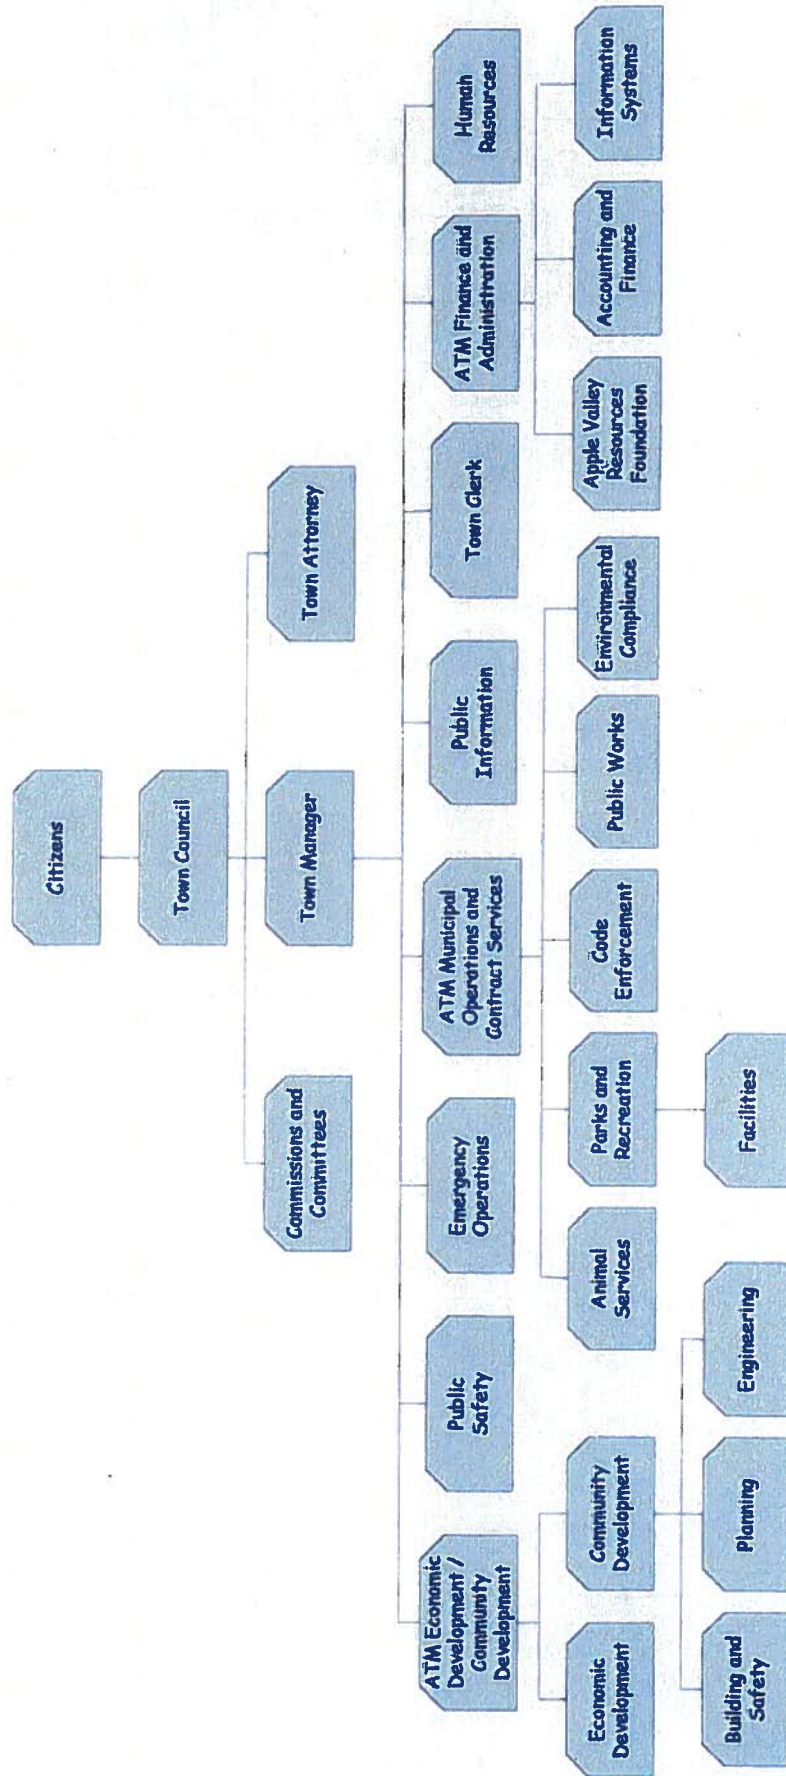 Citizens
Town Council
Commissions and
Committees
Town Manager
Town Attorney
ATM Economic
Development /
Community
Development
Public
Safety
Emergency
Operations
ATM Municipal
Operations and
Contract Services
Public
Information
Town Clerk
ATM Finance and
Administration
Human
Resources
Economic
Development
Community
Development
Animal
Services
Parks and
Recreation
Code
Enforcement
Public Works
Environmental
Compliance
Apple Valley
Resources
Foundation
Accounting and
Finance
Information
Systems
Building and
Safety
Planning
Engineering
Facilities